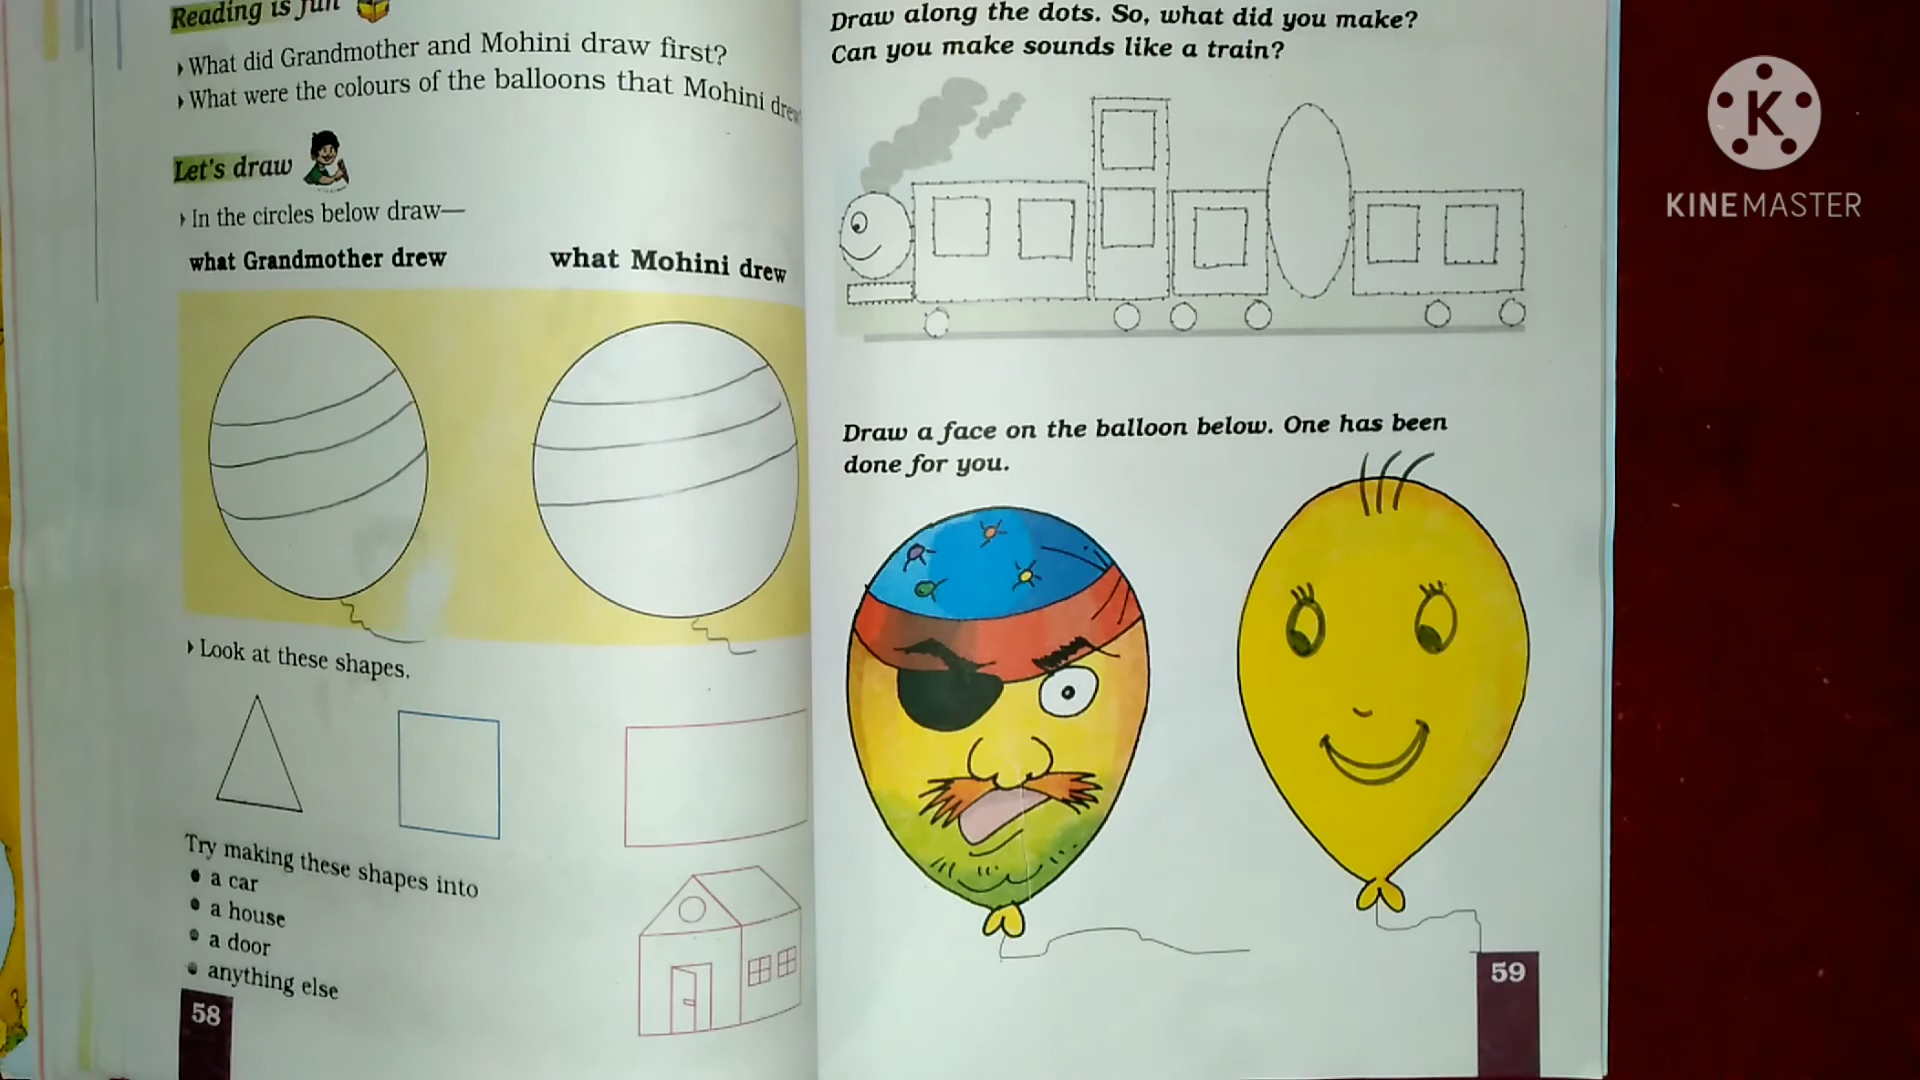 Reading is fun
What did Grandmother and Mohini draw first?
What were the colours of the balloons that Mohini drew
Let's draw
In the circles below draw—
what Grandmother drew
what Mohini drew
Look at these shapes.
Try making these shapes into
• a car
• a house
• a door
• anything else
58
Draw along the dots. So, what did you make?
Can you make sounds like a train?
Draw a face on the balloon below. One has been
done for you.
59
K
KINEMASTER